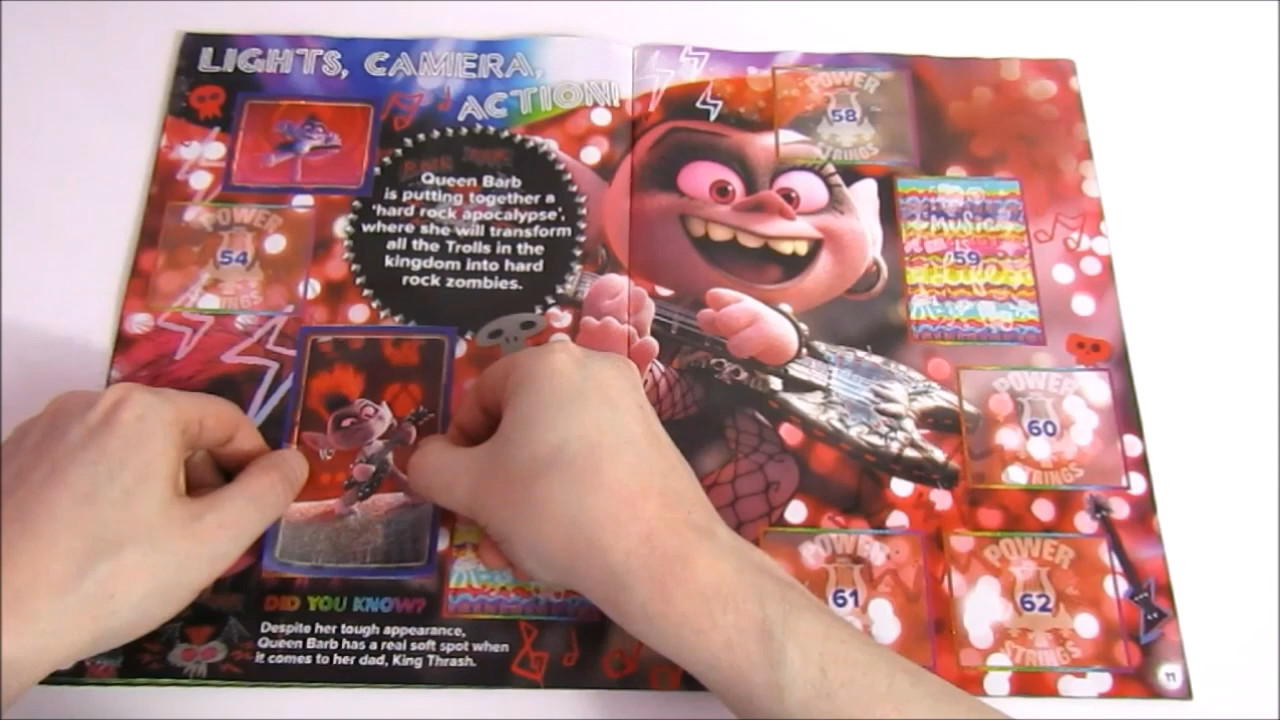 LIGHTS, CAMERA,
ACTION!
Queen Barb
is putting together a
'hard rock apocalypse',
where she will transform
all the Trolls in the
kingdom into hard
rock zombies.
POWER
54
STRINGS
DID YOU KNOW?
Despite her tough appearance,
Queen Barb has a real soft spot when
it comes to her dad, King Thrash.
POWER
58
STRINGS
MUSIC
59
POWER
60
STRINGS
POWER
61
POWER
62
STRINGS
11